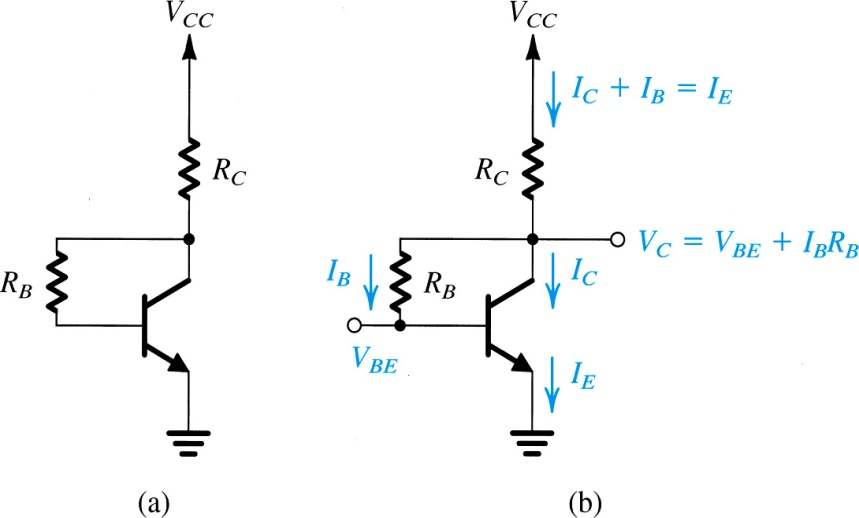 V_CC
R_C
R_B
(a)
V_CC
I_C + I_B = I_E
R_C
V_C = V_BE + I_B R_B
I_B
R_B
I_C
V_BE
I_E
(b)